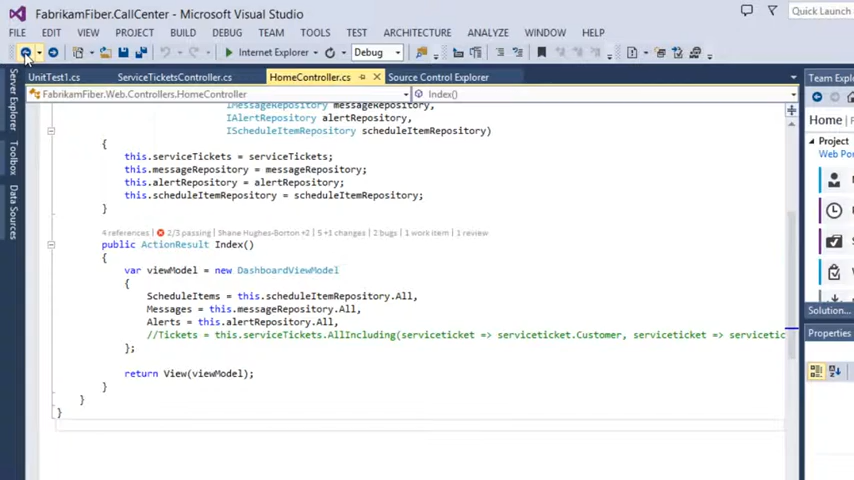 FabrikamFiber.CallCenter - Microsoft Visual Studio
Quick Launch
FILE EDIT VIEW PROJECT BUILD DEBUG TEAM TOOLS TEST ARCHITECTURE ANALYZE WINDOW HELP
Internet Explorer Debug
UnitTest1.cs ServiceTicketsController.cs HomeController.cs Source Control Explorer
Team Explo
FabrikamFiber.Web.Controllers.HomeController Index()
Server Explorer
Toolbox
Data Sources
IMessageRepository messageRepository,
IAlertRepository alertRepository,
IScheduleItemRepository scheduleItemRepository)
{
this.serviceTickets = serviceTickets;
this.messageRepository = messageRepository;
this.alertRepository = alertRepository;
this.scheduleItemRepository = scheduleItemRepository;
}
4 references | 2/3 passing | Shane Hughes-Borton +2 | 5 +1 changes | 2 bugs | 1 work item | 1 review
public ActionResult Index()
{
var viewModel = new DashboardViewModel
{
ScheduleItems = this.scheduleItemRepository.All,
Messages = this.messageRepository.All,
Alerts = this.alertRepository.All,
//Tickets = this.serviceTickets.AllIncluding(serviceticket => serviceticket.Customer, serviceticket => servicetic
};
return View(viewModel);
}
}
}
Home
Project
Web Por
Solution...
Properties